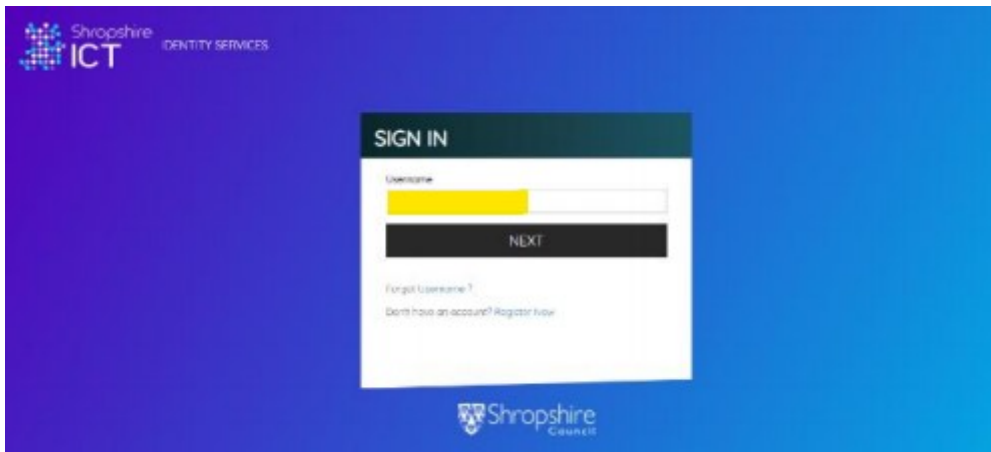 Shropshire
ICT
IDENTITY SERVICES
SIGN IN
Username
NEXT
Forgot Username ?
Don't have an account? Register Now
Shropshire
Council